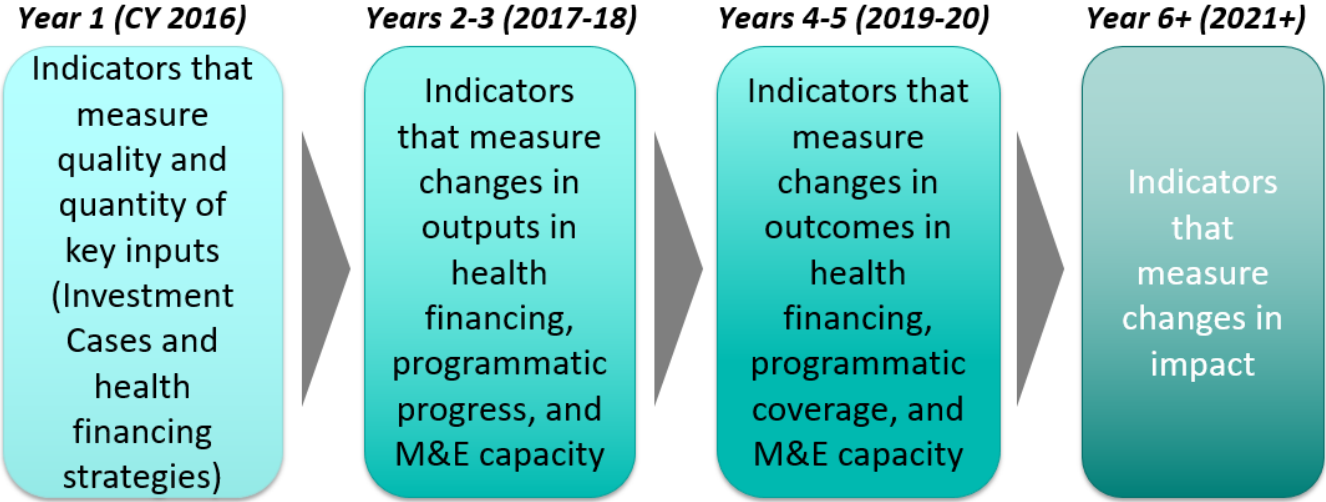 Year 1 (CY 2016)
Indicators that
measure
quality and
quantity of
key inputs
(Investment
Cases and
health
financing
strategies)
Years 2-3 (2017-18)
Indicators
that measure
changes in
outputs in
health
financing,
programmatic
progress, and
M&E capacity
Years 4-5 (2019-20)
Indicators that
measure
changes in
outcomes in
health
financing,
programmatic
coverage, and
M&E capacity
Year 6+ (2021+)
Indicators
that
measure
changes in
impact